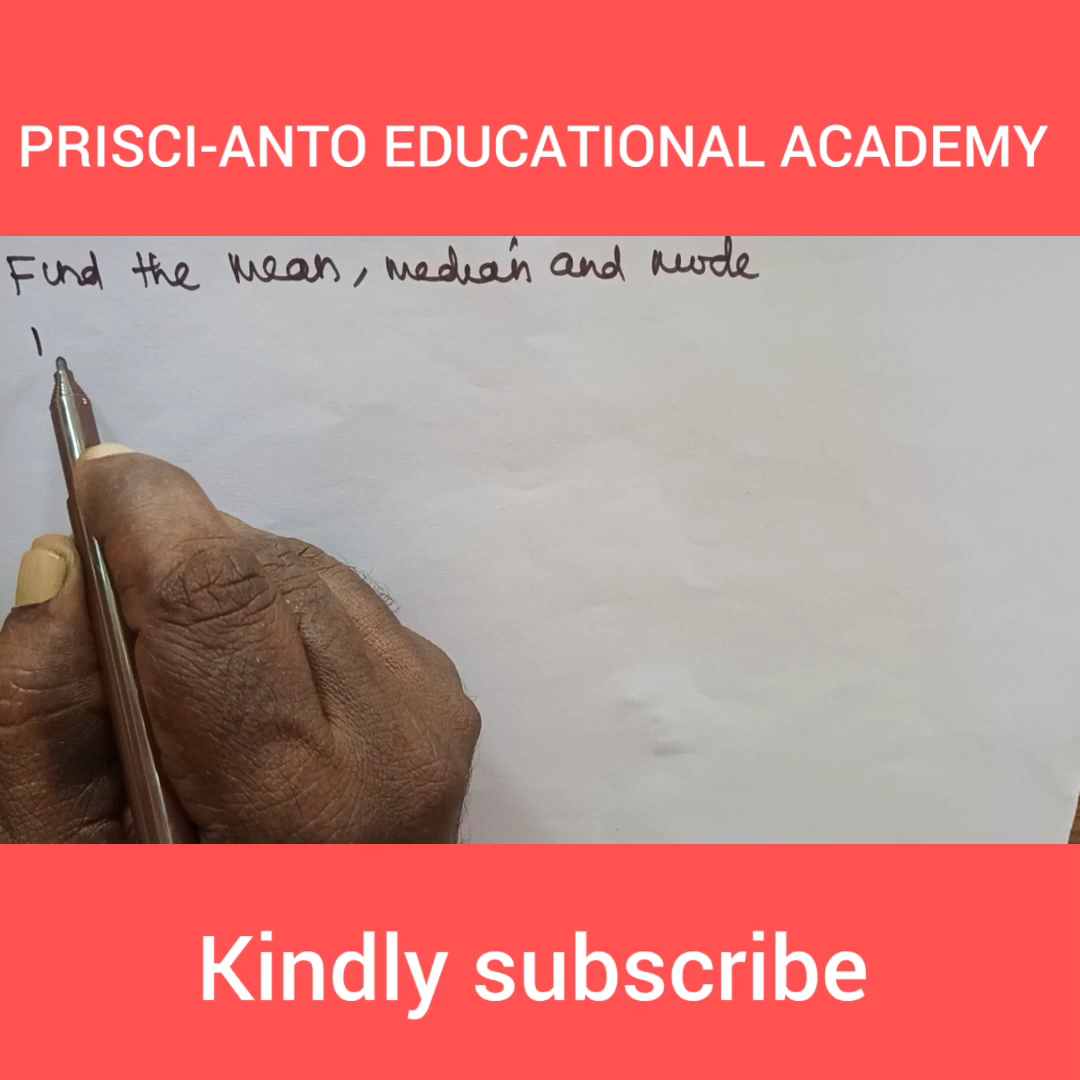 PRISCI-ANTO EDUCATIONAL ACADEMY
Find the mean, median and mode
1
Kindly subscribe